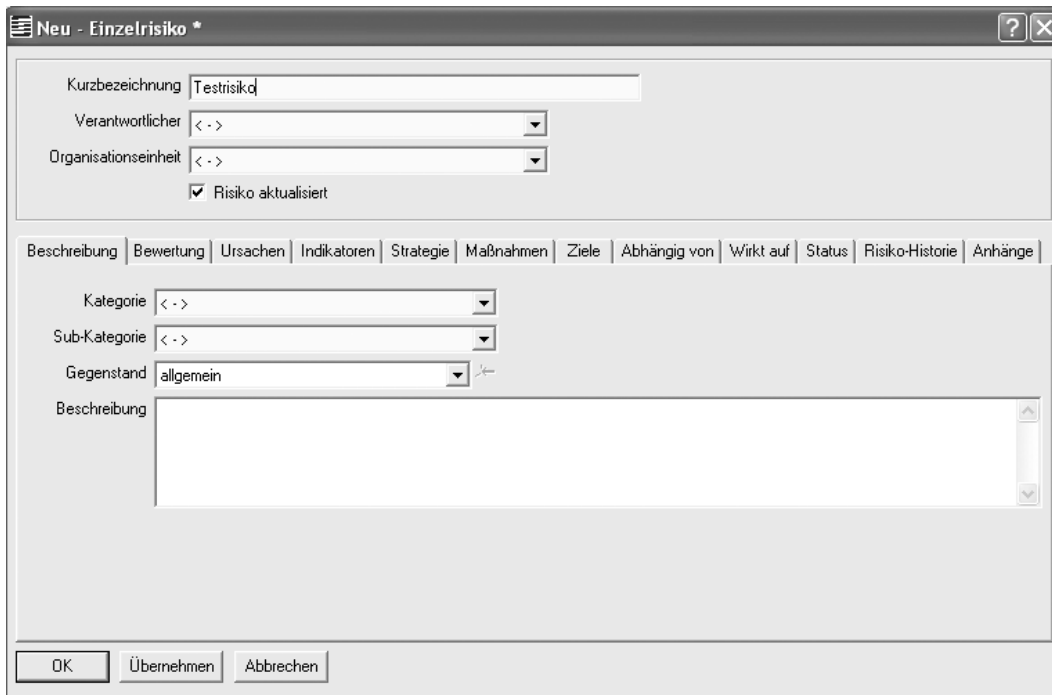 Neu - Einzelrisiko *
Kurzbezeichnung Testrisiko
Verantwortlicher < - >
Organisationseinheit < - >
Risiko aktualisiert
Beschreibung Bewertung Ursachen Indikatoren Strategie Maßnahmen Ziele Abhängig von Wirkt auf Status Risiko-Historie Anhänge
Kategorie < - >
Sub-Kategorie < - >
Gegenstand allgemein
Beschreibung
OK Übernehmen Abbrechen